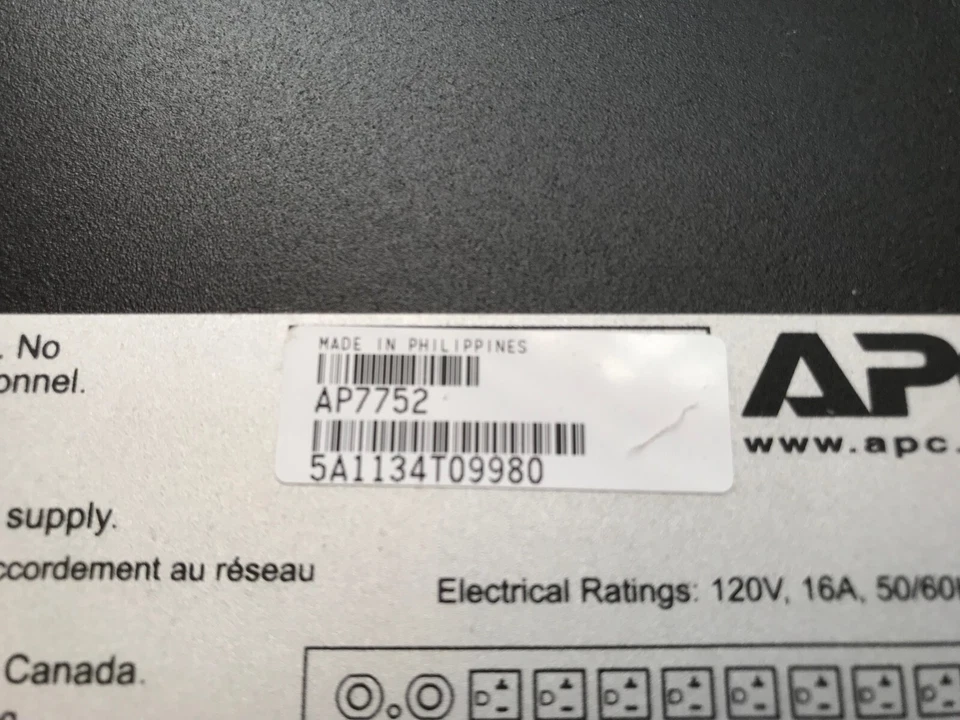 . No
onnel.
MADE IN PHILIPPINES
AP7752
5A1134T09980
AP
www.apc.
supply.
ccordement au réseau
Electrical Ratings: 120V, 16A, 50/60
Canada.